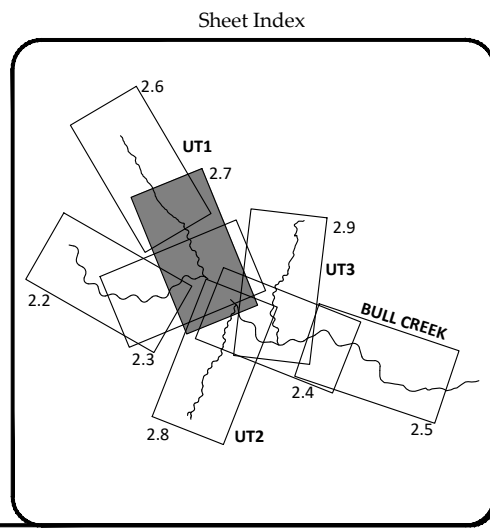 Sheet Index
2.6
UT1
2.7
2.9
UT3
2.2
BULL CREEK
2.3
2.4
2.5
2.8
UT2